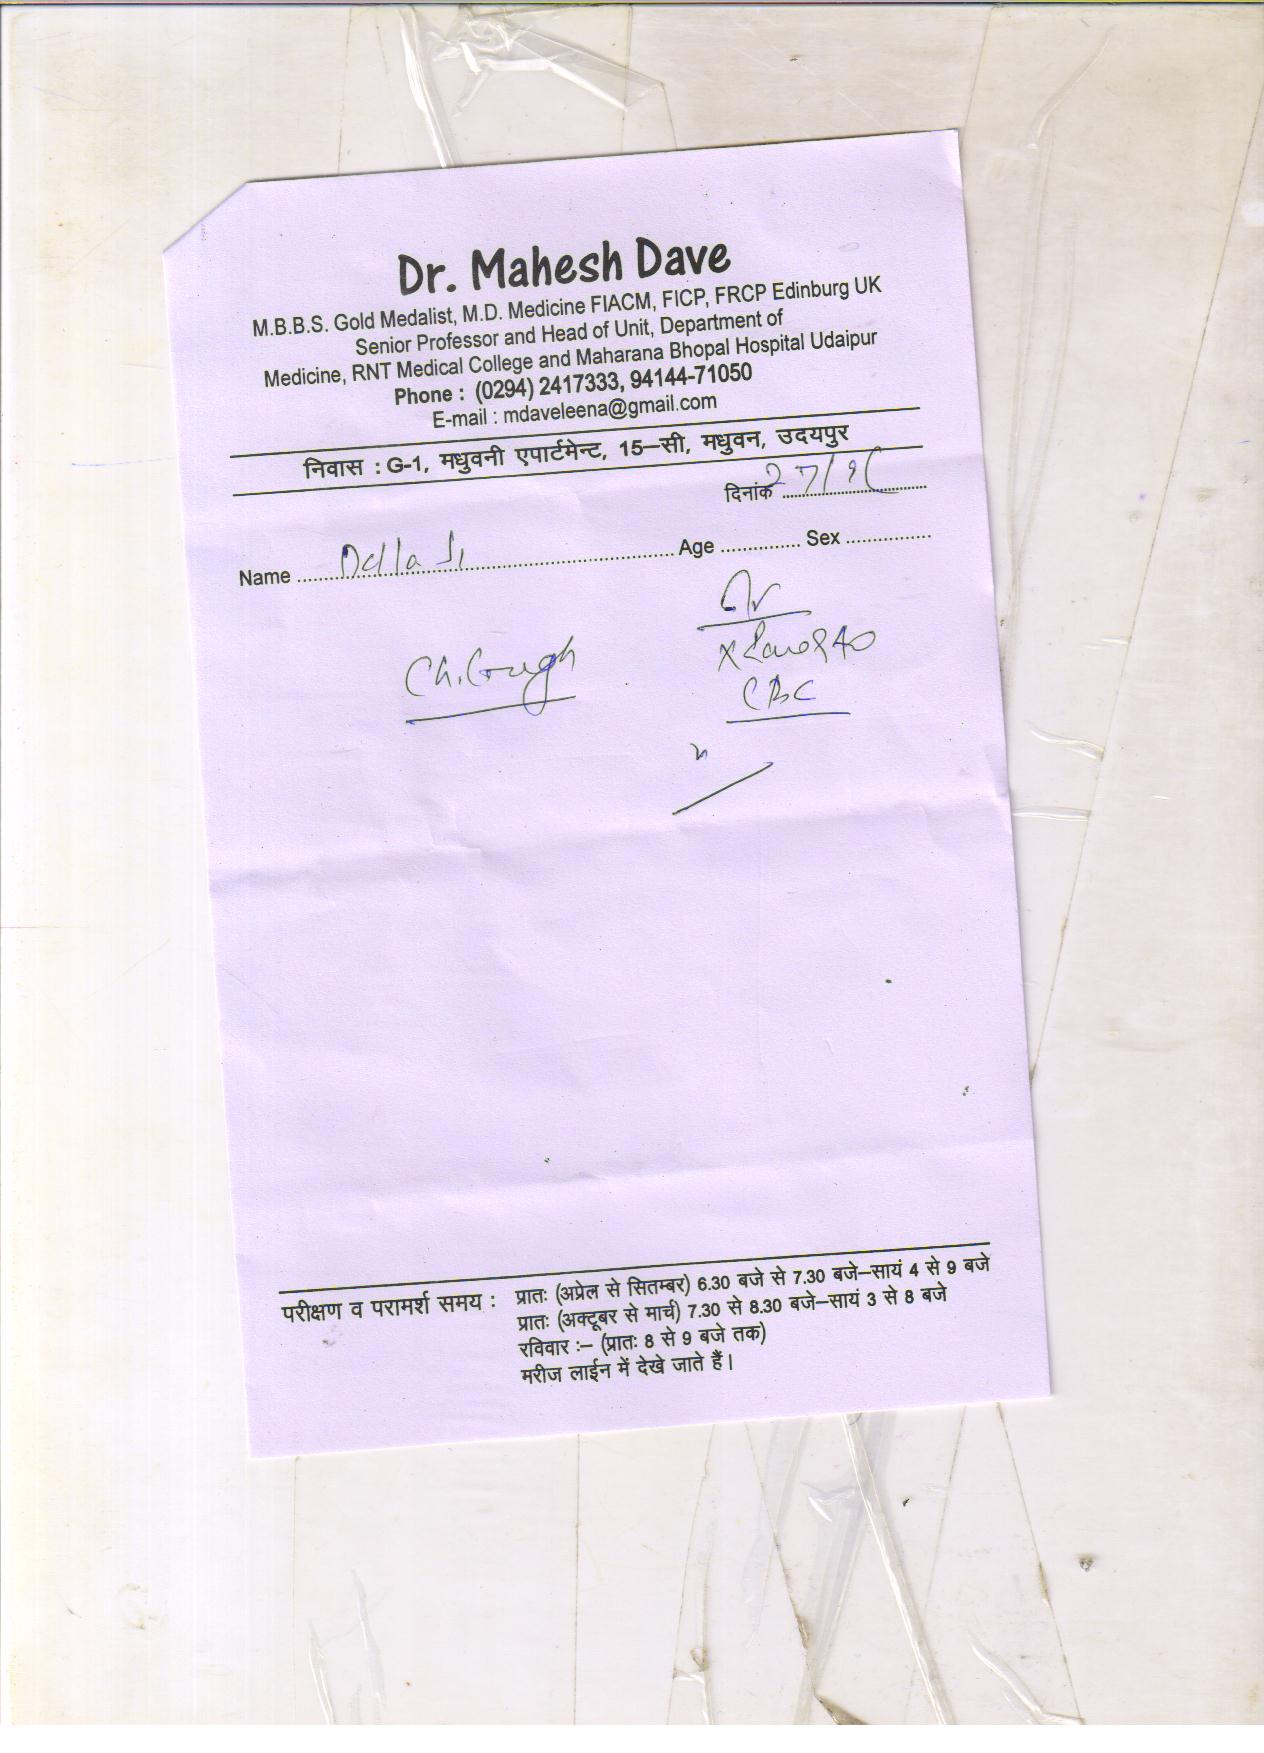 Dr. Mahesh Dave
M.B.B.S. Gold Medalist, M.D. Medicine FIACM, FICP, FRCP Edinburg UK
Senior Professor and Head of Unit, Department of
Medicine, RNT Medical College and Maharana Bhopal Hospital Udaipur
Phone : (0294) 2417333, 94144-71050
E-mail : mdaveleena@gmail.com
निवास : G-1, मधुवनी एपार्टमेन्ट, 15–सी, मधुवन, उदयपुर
दिनांक 27/
Name Della Age Sex
Ch. Cough
CBC
परीक्षण व परामर्श समय : प्रातः (अप्रेल से सितम्बर) 6.30 बजे से 7.30 बजे–सायं 4 से 9 बजे
प्रातः (अक्टूबर से मार्च) 7.30 से 8.30 बजे–सायं 3 से 8 बजे
रविवार :– (प्रातः 8 से 9 बजे तक)
मरीज लाईन में देखे जाते हैं।